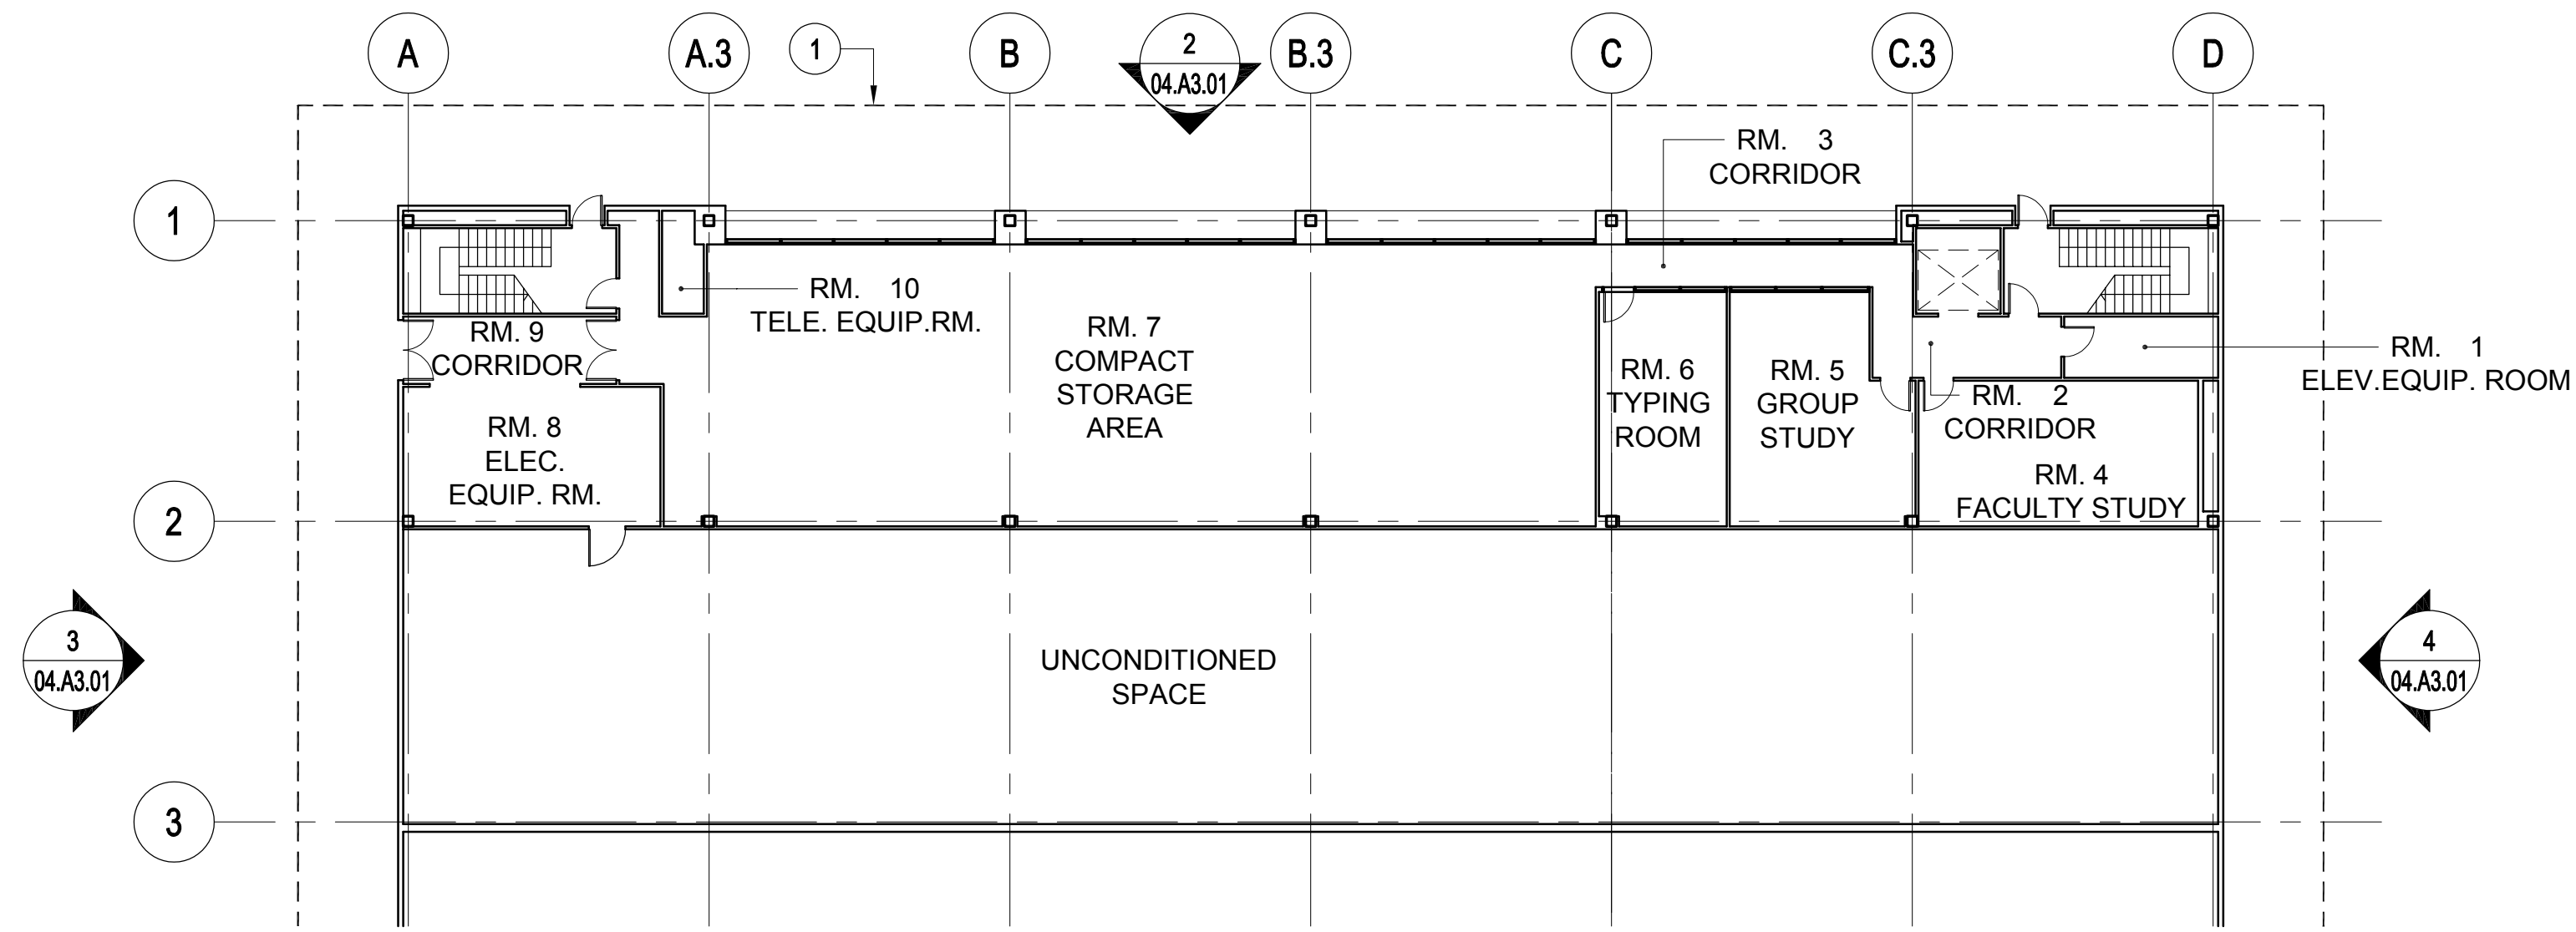 A
A.3
1
B
2
04.A3.01
B.3
C
C.3
D
RM. 3
CORRIDOR
1
RM. 10
TELE. EQUIP.RM.
RM. 9
CORRIDOR
RM. 7
COMPACT
STORAGE
AREA
RM. 6
TYPING
ROOM
RM. 5
GROUP
STUDY
RM. 1
ELEV.EQUIP. ROOM
RM. 2
CORRIDOR
RM. 8
ELEC.
EQUIP. RM.
RM. 4
FACULTY STUDY
2
3
04.A3.01
UNCONDITIONED
SPACE
4
04.A3.01
3